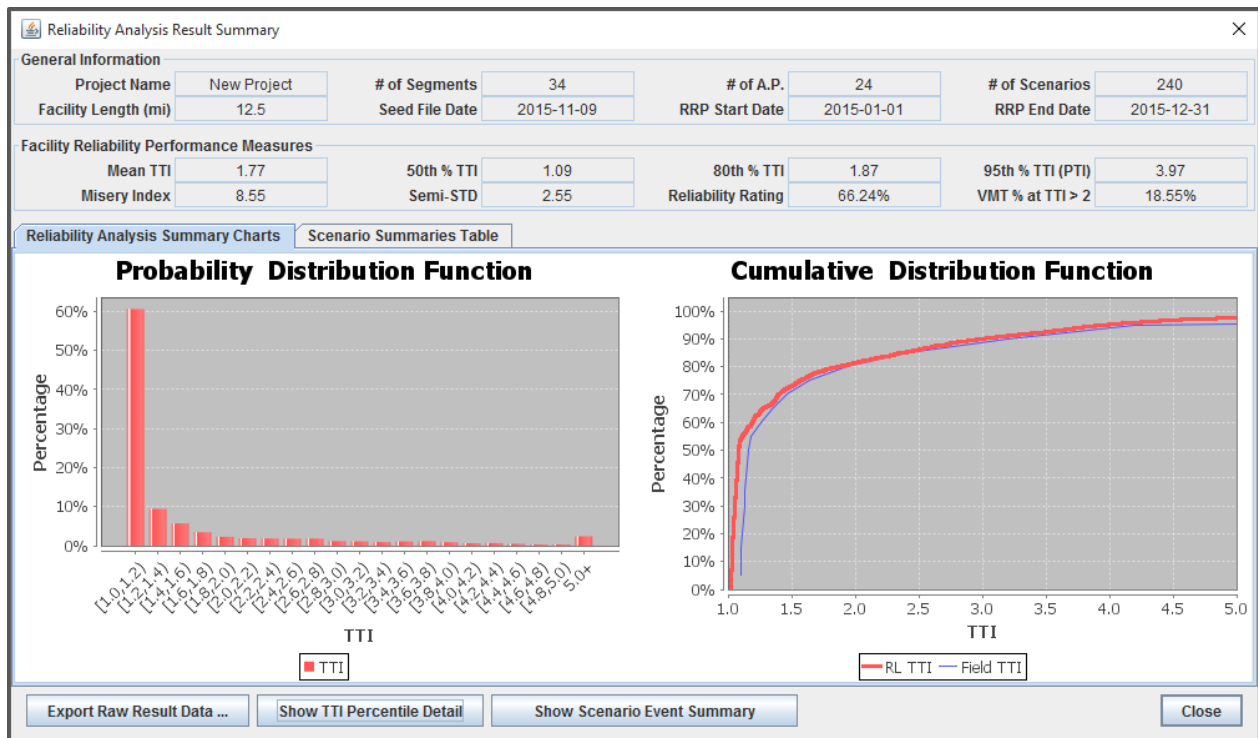 Reliability Analysis Result Summary
General Information
Project Name New Project # of Segments 34 # of A.P. 24 # of Scenarios 240
Facility Length (mi) 12.5 Seed File Date 2015-11-09 RRP Start Date 2015-01-01 RRP End Date 2015-12-31
Facility Reliability Performance Measures
Mean TTI 1.77 50th % TTI 1.09 80th % TTI 1.87 95th % TTI (PTI) 3.97
Misery Index 8.55 Semi-STD 2.55 Reliability Rating 66.24% VMT % at TTI > 2 18.55%
Reliability Analysis Summary Charts Scenario Summaries Table
Probability Distribution Function
Percentage
60%
50%
40%
30%
20%
10%
0%
[1.0,1.2) [1.2,1.4) [1.4,1.6) [1.6,1.8) [1.8,2.0) [2.0,2.2) [2.2,2.4) [2.4,2.6) [2.6,2.8) [2.8,3.0) [3.0,3.2) [3.2,3.4) [3.4,3.6) [3.6,3.8) [3.8,4.0) [4.0,4.2) [4.2,4.4) [4.4,4.6) [4.6,4.8) [4.8,5.0) 5.0+
TTI
TTI
Cumulative Distribution Function
Percentage
100%
90%
80%
70%
60%
50%
40%
30%
20%
10%
0%
1.0 1.5 2.0 2.5 3.0 3.5 4.0 4.5 5.0
TTI
RL TTI Field TTI
Export Raw Result Data ... Show TTI Percentile Detail Show Scenario Event Summary Close